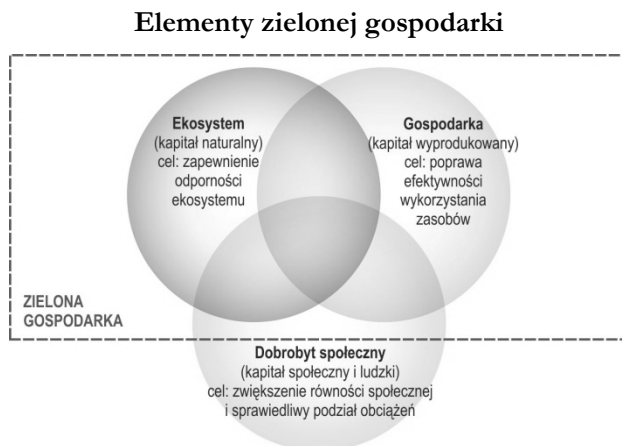 Elementy zielonej gospodarki
Ekosystem
(kapitał naturalny)
cel: zapewnienie
odporności
ekosystemu
Gospodarka
(kapitał wyprodukowany)
cel: poprawa
efektywności
wykorzystania
zasobów
ZIELONA
GOSPODARKA
Dobrobyt społeczny
(kapitał społeczny i ludzki)
cel: zwiększenie równości społecznej
i sprawiedliwy podział obciążeń